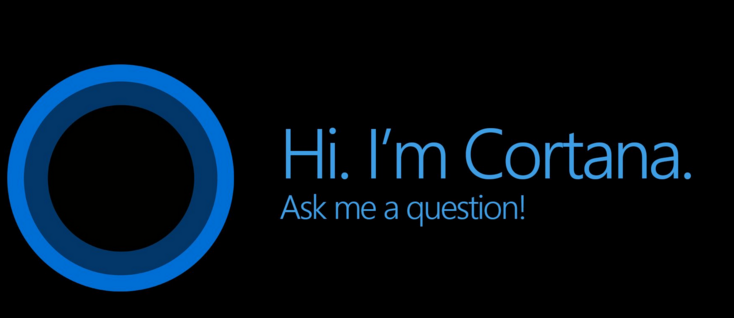 Hi. I’m Cortana.
Ask me a question!